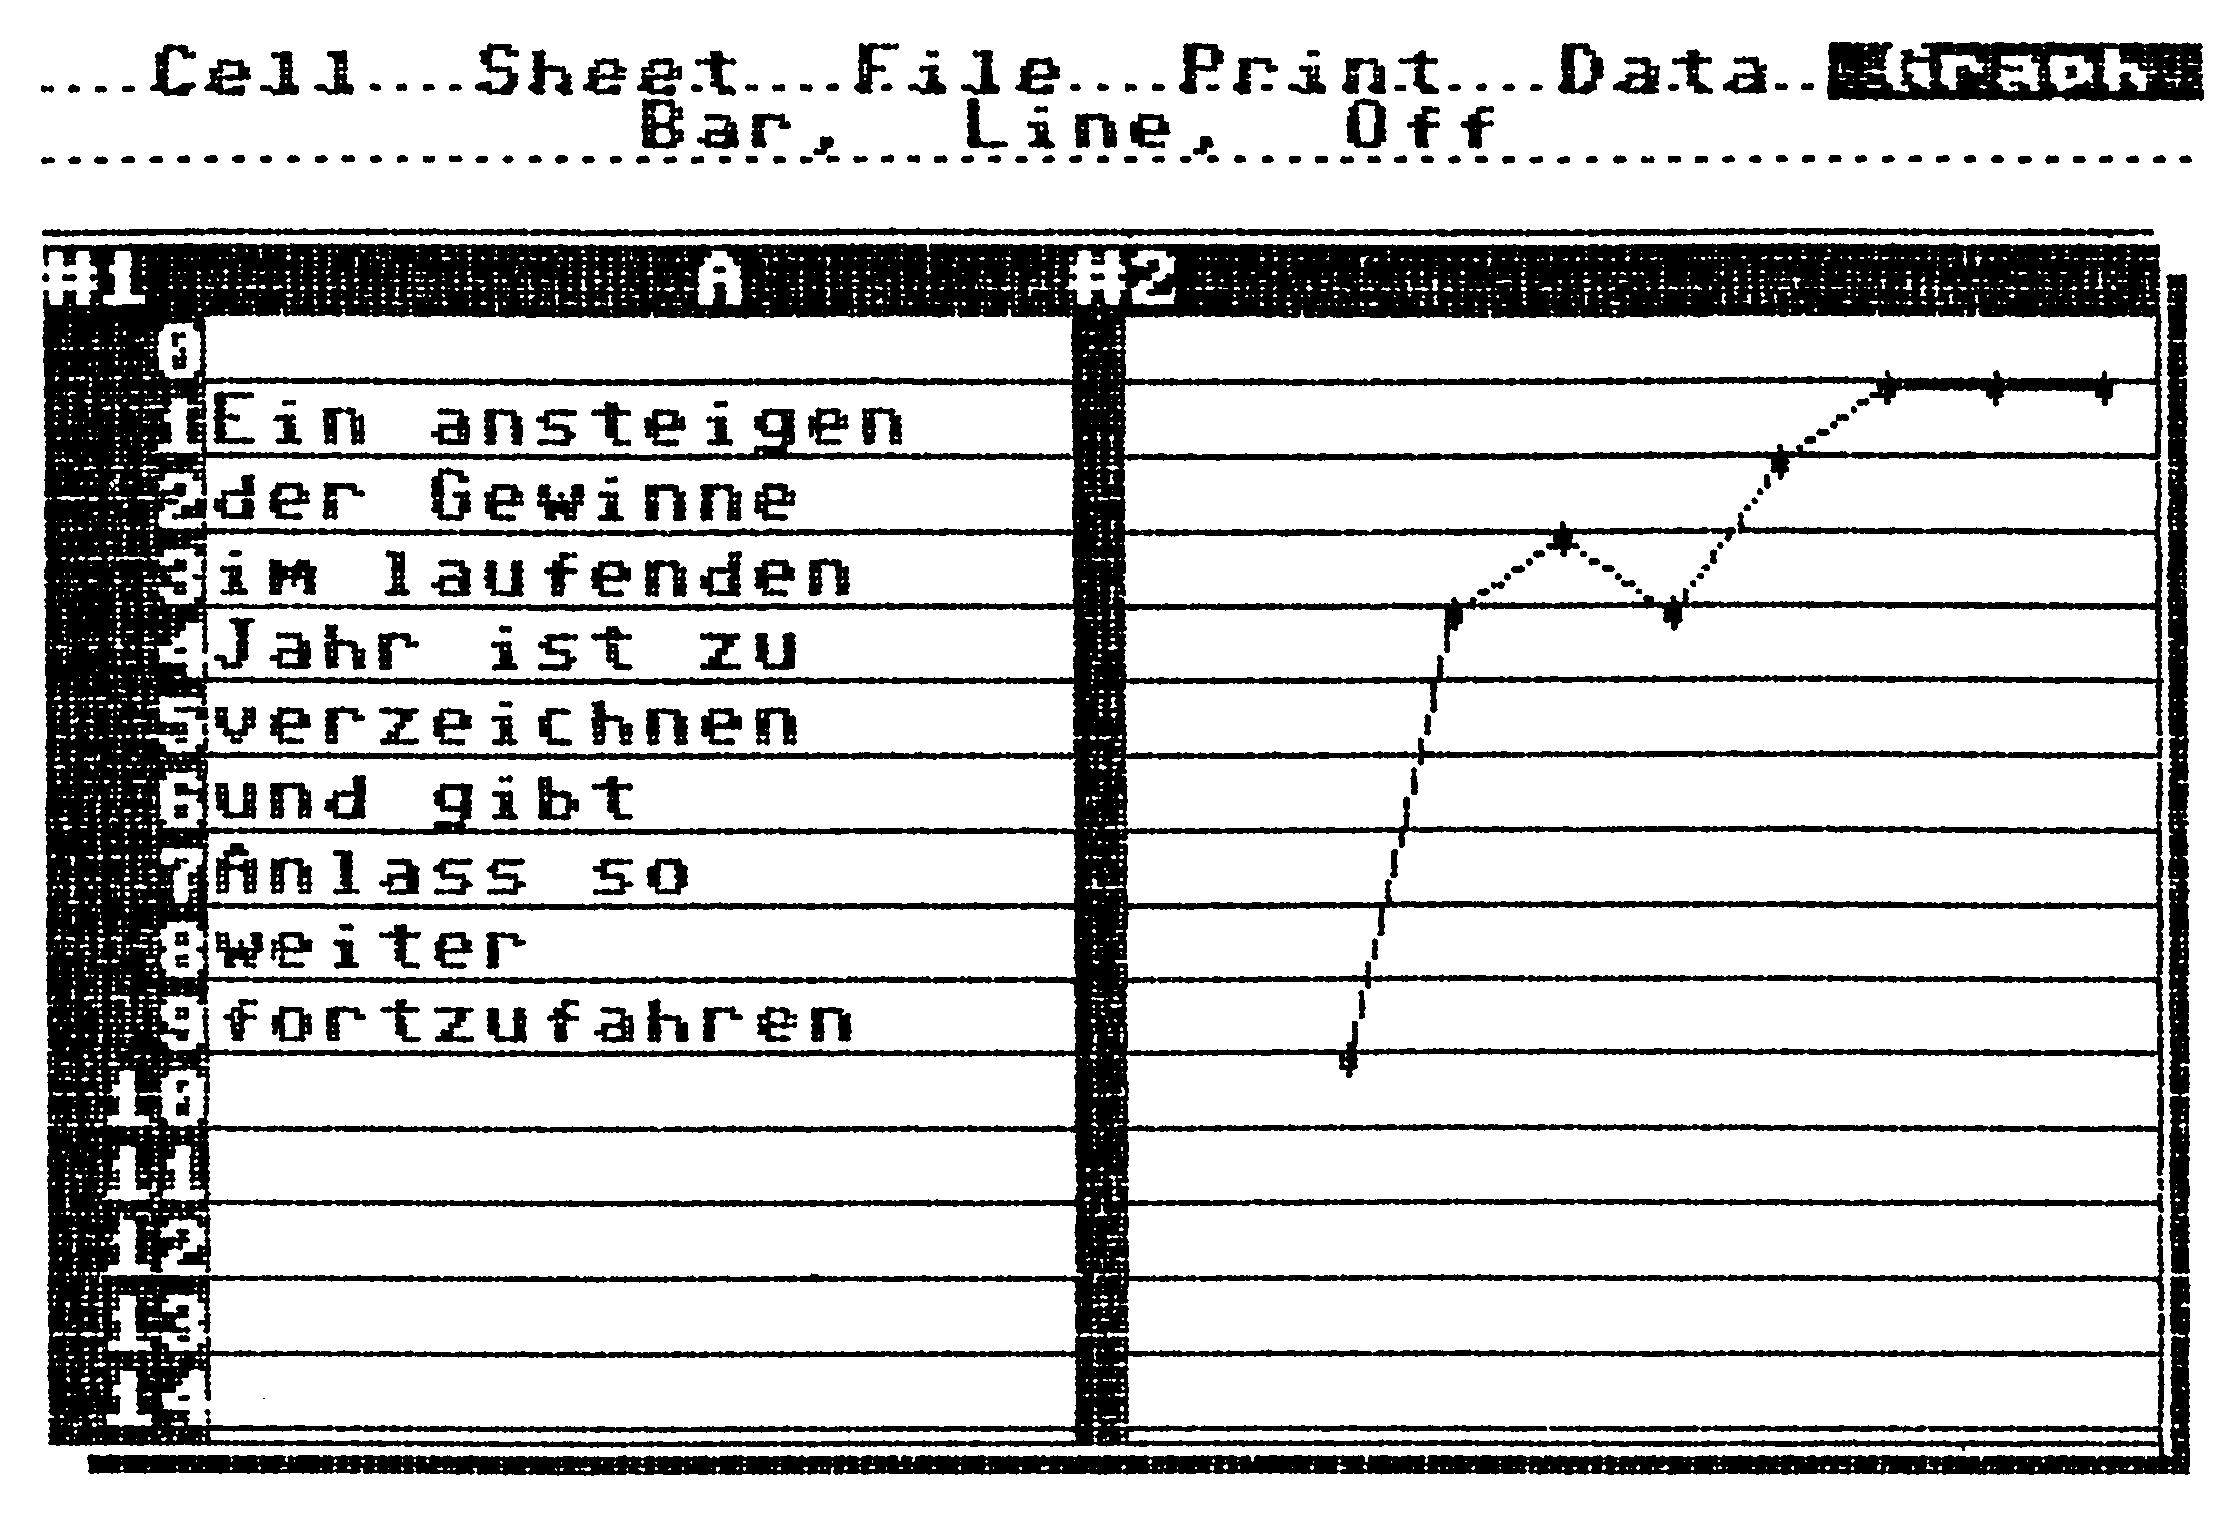 Cell Sheet File Print Data Graph
Bar, Line, Off
#1 A #2
0
1 Ein ansteigen
2 der Gewinne
3 im laufenden
4 Jahr ist zu
5 verzeichnen
6 und gibt
7 Anlass so
8 weiter
9 fortzufahren
10
11
12
13
14